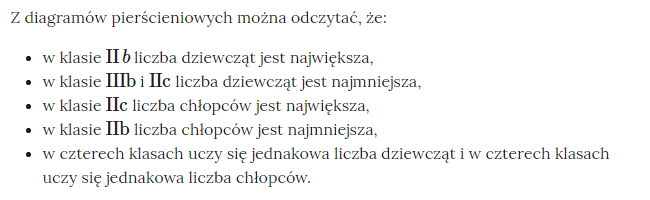 Z diagramów pierścieniowych można odczytać, że:
• w klasie II b liczba dziewcząt jest największa,
• w klasie IIIb i IIc liczba dziewcząt jest najmniejsza,
• w klasie IIc liczba chłopców jest największa,
• w klasie IIb liczba chłopców jest najmniejsza,
• w czterech klasach uczy się jednakowa liczba dziewcząt i w czterech klasach
uczy się jednakowa liczba chłopców.